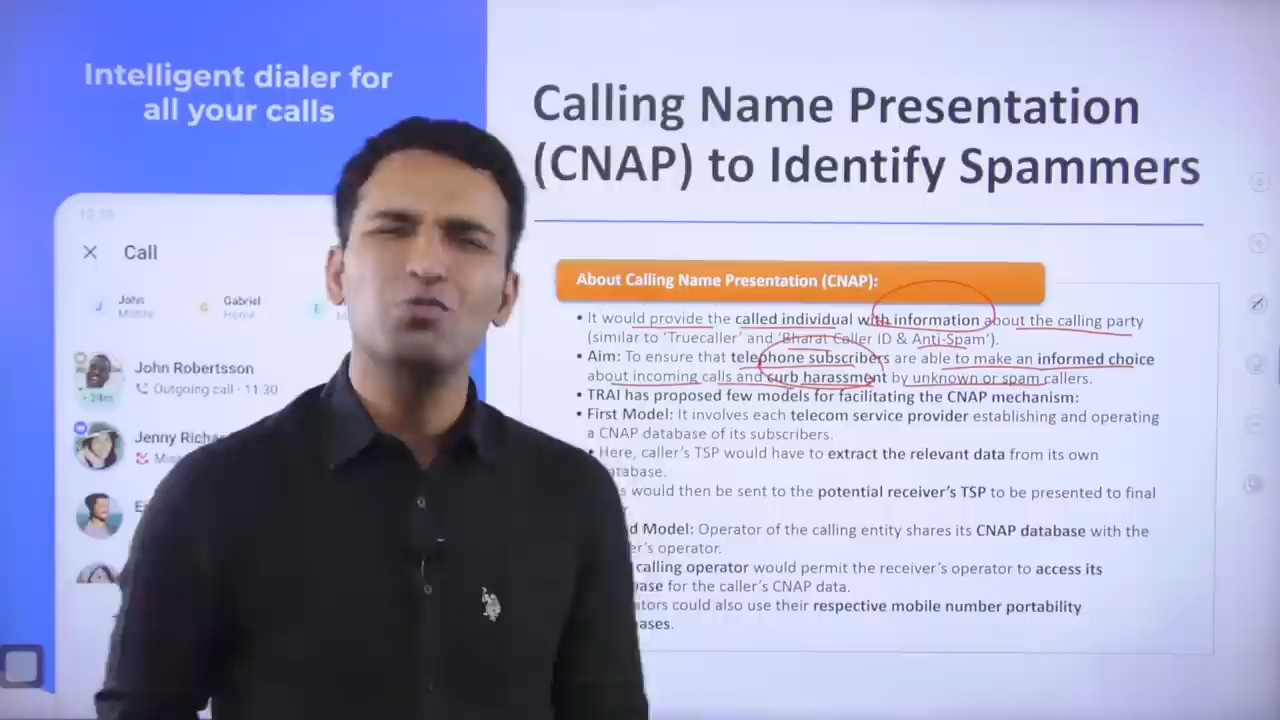 Intelligent dialer for
all your calls
Call
John
Gabriel
Home
E
John Robertsson
Outgoing call - 11:30
24m
Jenny
Calling Name Presentation
(CNAP) to Identify Spammers
About Calling Name Presentation (CNAP):
• It would provide the called individual with information about the calling party
(similar to 'Truecaller' and 'Bharat Caller ID & Anti-Spam').
• Aim: To ensure that telephone subscribers are able to make an informed choice
about incoming calls and curb harassment by unknown or spam callers.
• TRAI has proposed few models for facilitating the CNAP mechanism:
• First Model: It involves each telecom service provider establishing and operating
a CNAP database of its subscribers.
• Here, caller's TSP would have to extract the relevant data from its own
would then be sent to the potential receiver's TSP to be presented to final
Model: Operator of the calling entity shares its CNAP database with the
operator.
calling operator would permit the receiver's operator to access its
for the caller's CNAP data.
could also use their respective mobile number portability